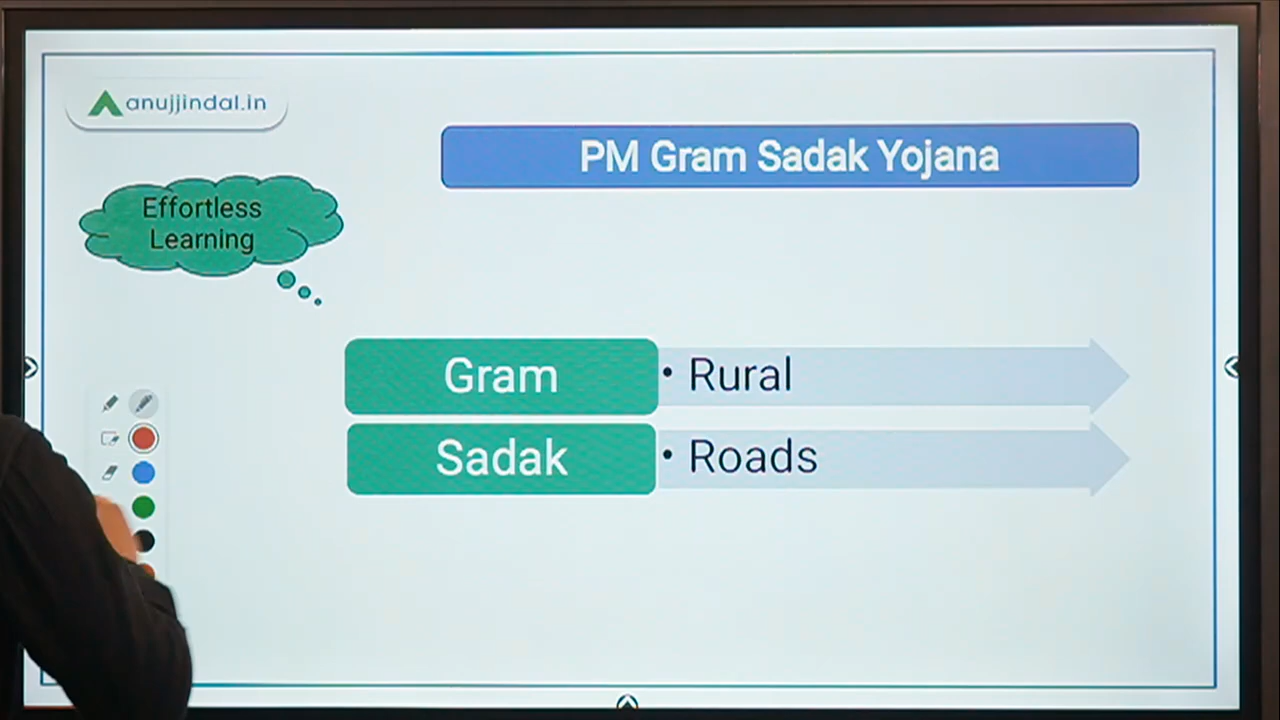 anujjindal.in
PM Gram Sadak Yojana
Effortless
Learning
Gram
• Rural
Sadak
• Roads